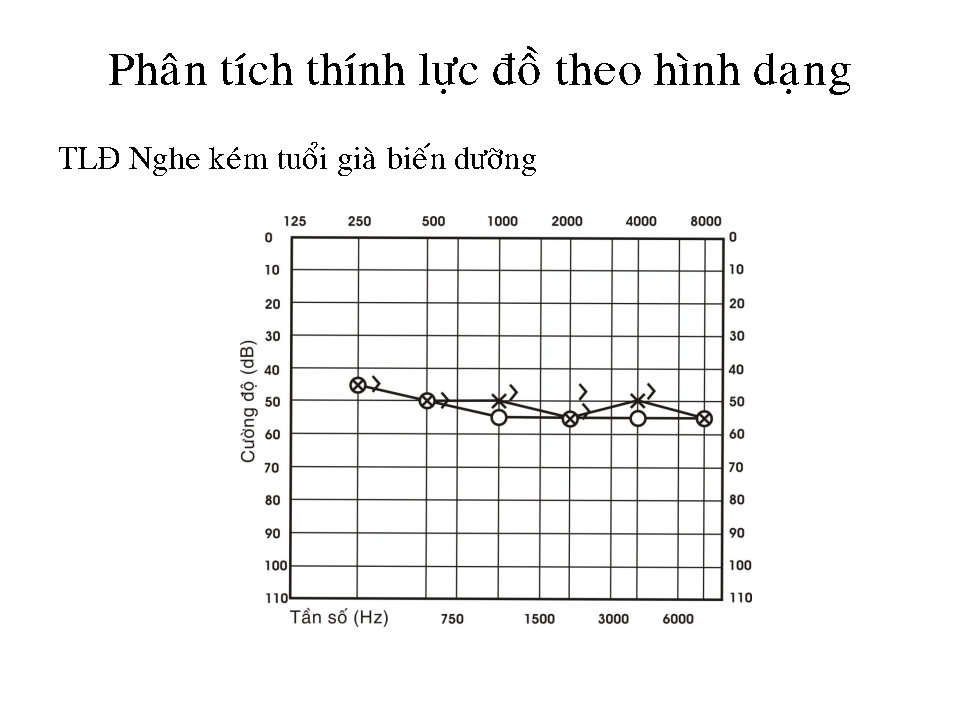 Phân tích thính lực đồ theo hình dạng
TLĐ Nghe kém tuổi già biến dưỡng
125 250 500 1000 2000 4000 8000
0 0
10 10
20 20
30 30
40 40
50 50
60 60
70 70
80 80
90 90
100 100
110 110
Cường độ (dB)
Tần số (Hz) 750 1500 3000 6000